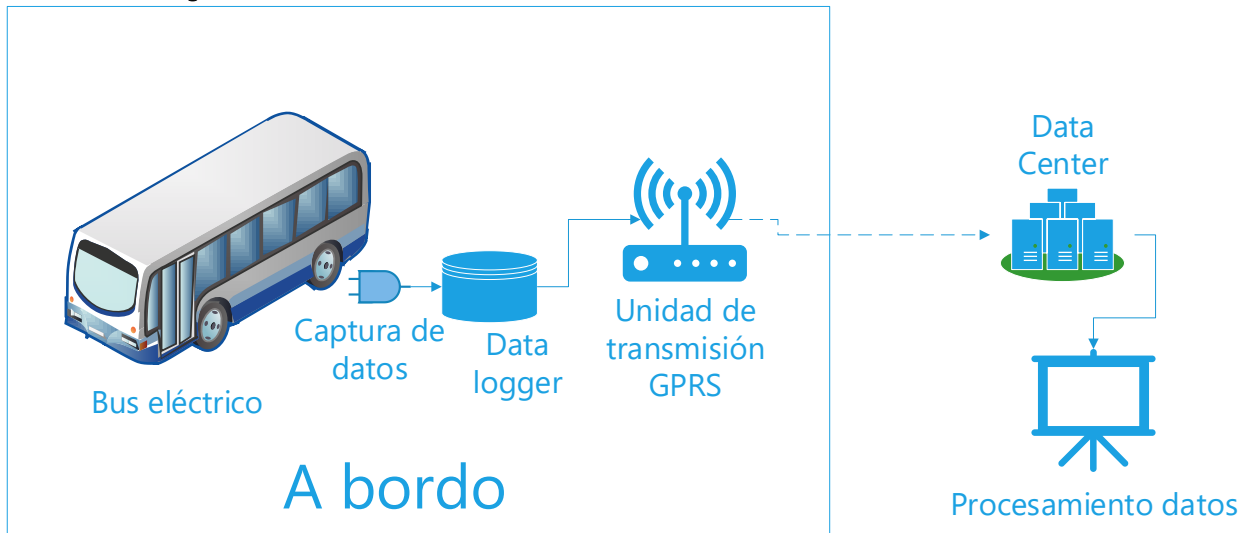 Data
Center
Unidad de
transmisión
GPRS
Captura de
datos
Data
logger
Bus eléctrico
A bordo
Procesamiento datos